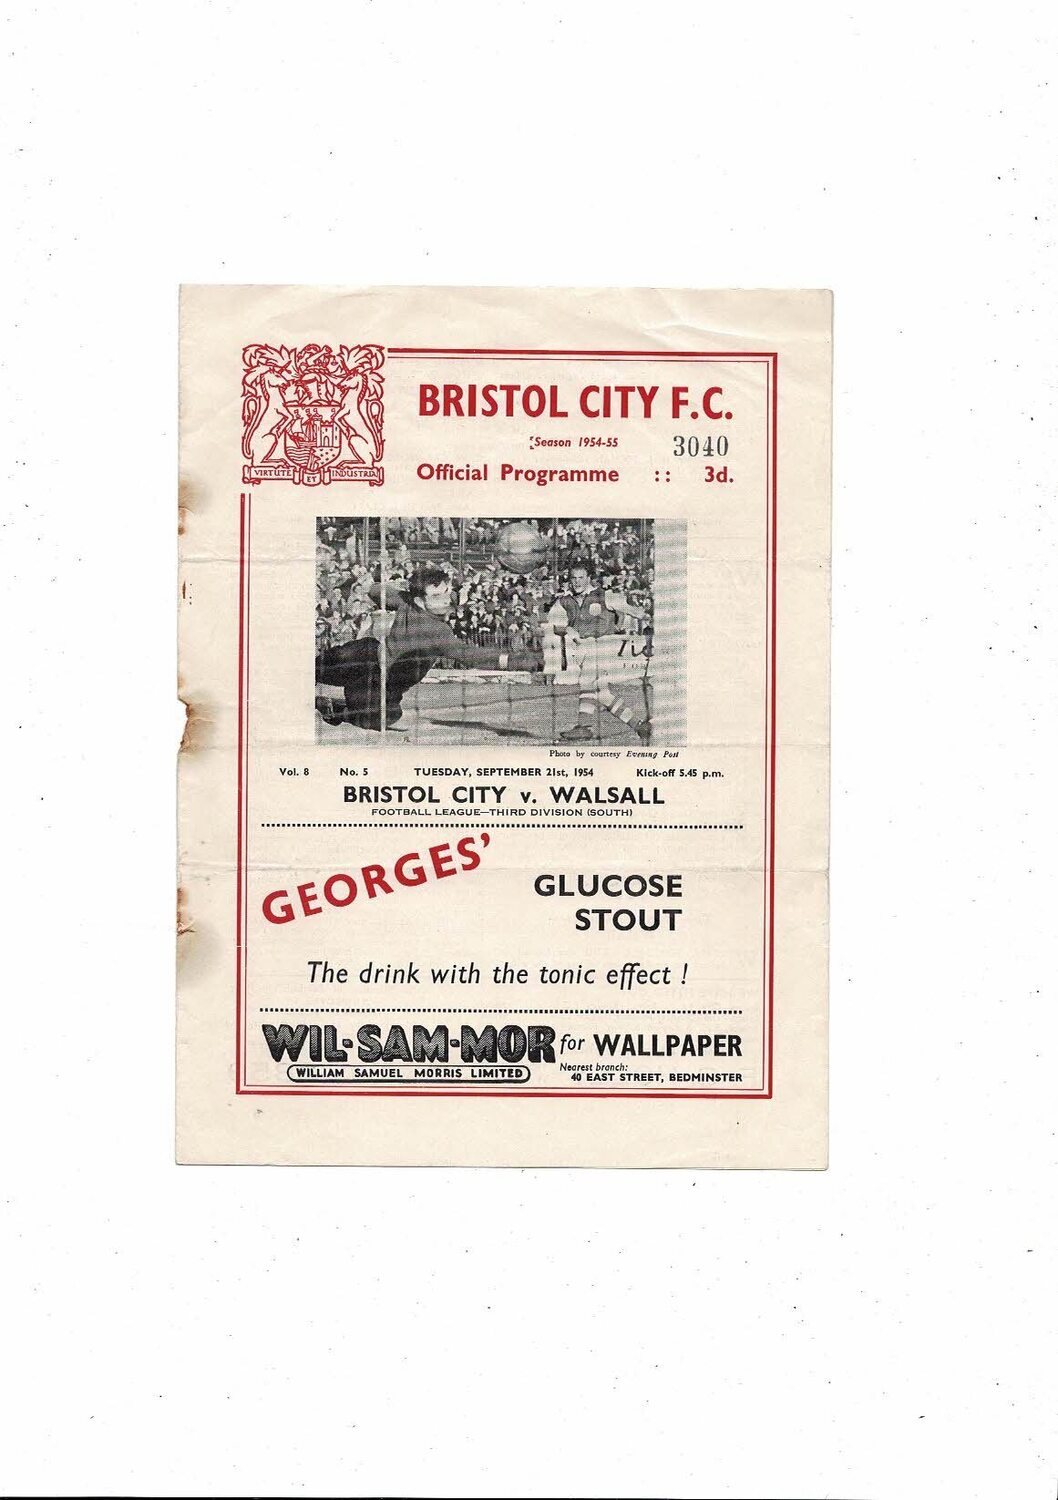 BRISTOL CITY F.C.
Season 1954-55
3040
Official Programme :: 3d.
VIRTUTE ET INDUSTRIA
Tic
Photo by courtesy Evening Post
Vol. 8 No. 5 TUESDAY, SEPTEMBER 21st, 1954 Kick-off 5.45 p.m.
BRISTOL CITY v. WALSALL
FOOTBALL LEAGUE—THIRD DIVISION (SOUTH)
GEORGES'
GLUCOSE
STOUT
The drink with the tonic effect !
WIL-SAM-MOR for WALLPAPER
WILLIAM SAMUEL MORRIS LIMITED
Nearest branch:
40 EAST STREET, BEDMINSTER